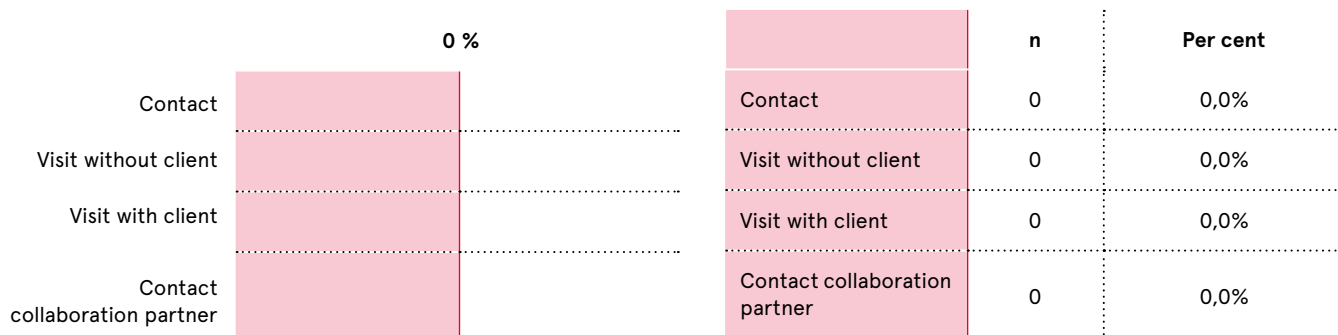 0 %
Contact
Visit without client
Visit with client
Contact
collaboration partner
n Per cent
Contact 0 0,0%
Visit without client 0 0,0%
Visit with client 0 0,0%
Contact collaboration
partner 0 0,0%